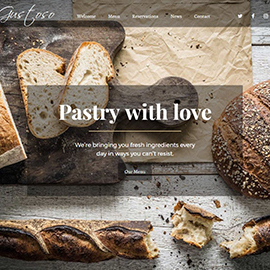 Gustoso
Welcome Menu Reservations News Contact
Pastry with love
We're bringing you fresh ingredients every
day in ways you can't resist.
Our Menu